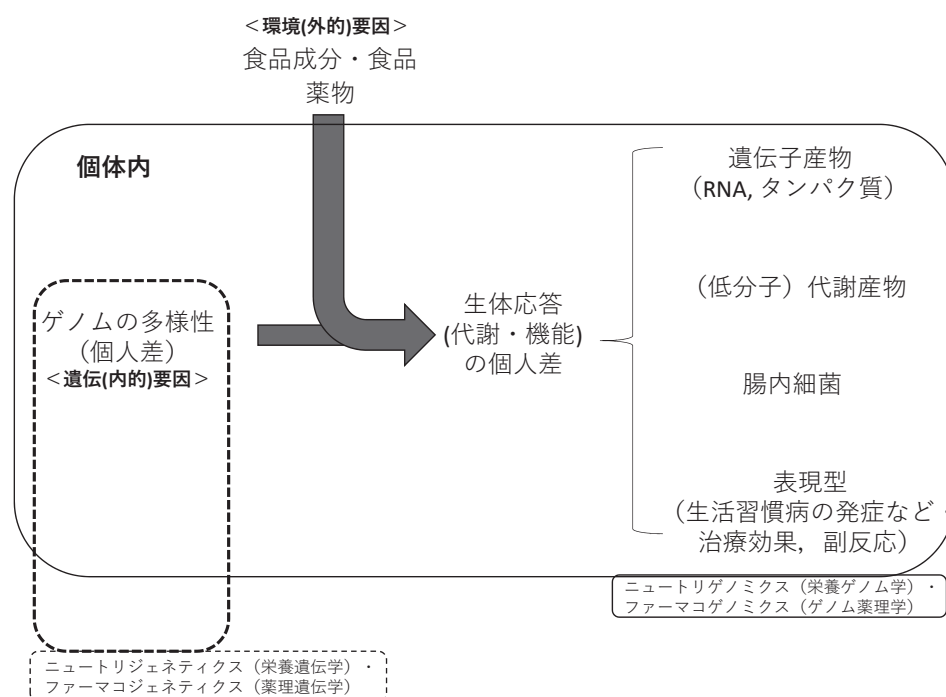 ＜環境(外的)要因＞
食品成分・食品
薬物
個体内
ゲノムの多様性
（個人差）
＜遺伝(内的)要因＞
生体応答
(代謝・機能)
の個人差
遺伝子産物
（RNA, タンパク質）
（低分子）代謝産物
腸内細菌
表現型
（生活習慣病の発症など・
治療効果，副反応）
ニュートリゲノミクス（栄養ゲノム学）・
ファーマコゲノミクス（ゲノム薬理学）
ニュートリジェネティクス（栄養遺伝学）・
ファーマコジェネティクス（薬理遺伝学）